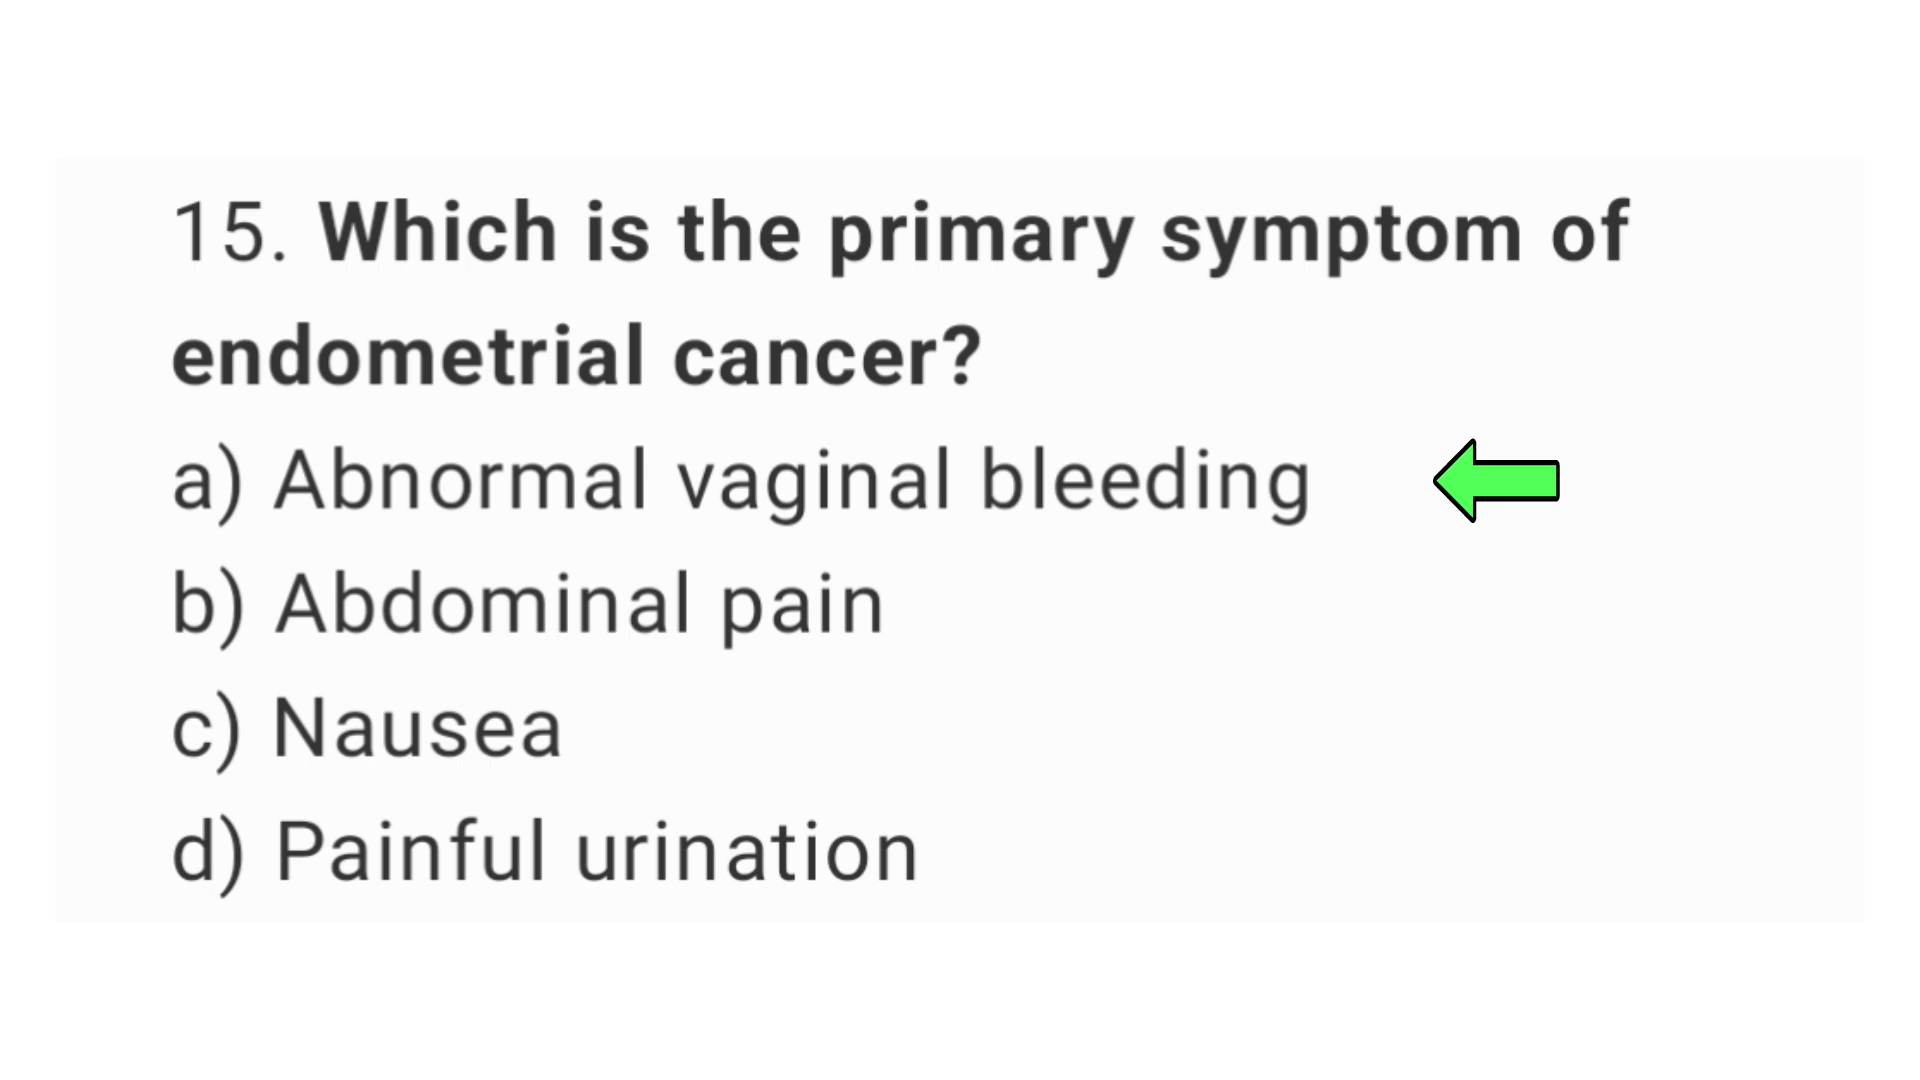 15. Which is the primary symptom of
endometrial cancer?
a) Abnormal vaginal bleeding
b) Abdominal pain
c) Nausea
d) Painful urination